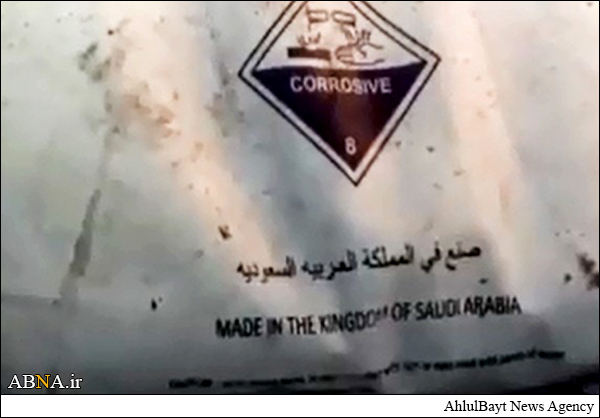 CORROSIVE
8
صنع في المملكة العربيه السعوديه
MADE IN THE KINGDOM OF SAUDI ARABIA
ABNA.ir
AhlulBayt News Agency